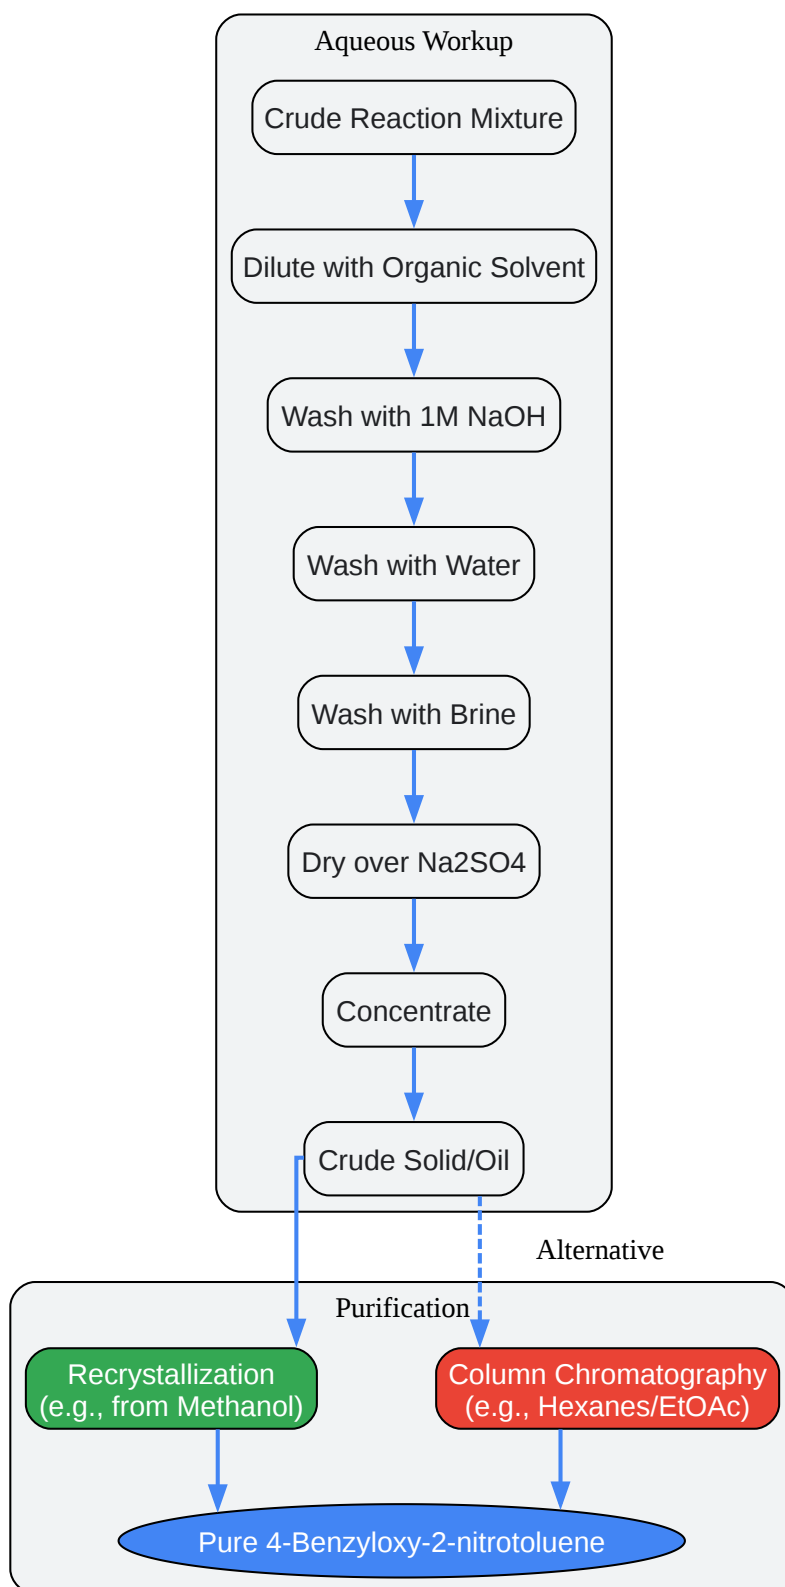 Aqueous Workup
Crude Reaction Mixture
Dilute with Organic Solvent
Wash with 1M NaOH
Wash with Water
Wash with Brine
Dry over Na2SO4
Concentrate
Crude Solid/Oil
Alternative
Purification
Recrystallization
(e.g., from Methanol)
Column Chromatography
(e.g., Hexanes/EtOAc)
Pure 4-Benzyloxy-2-nitrotoluene